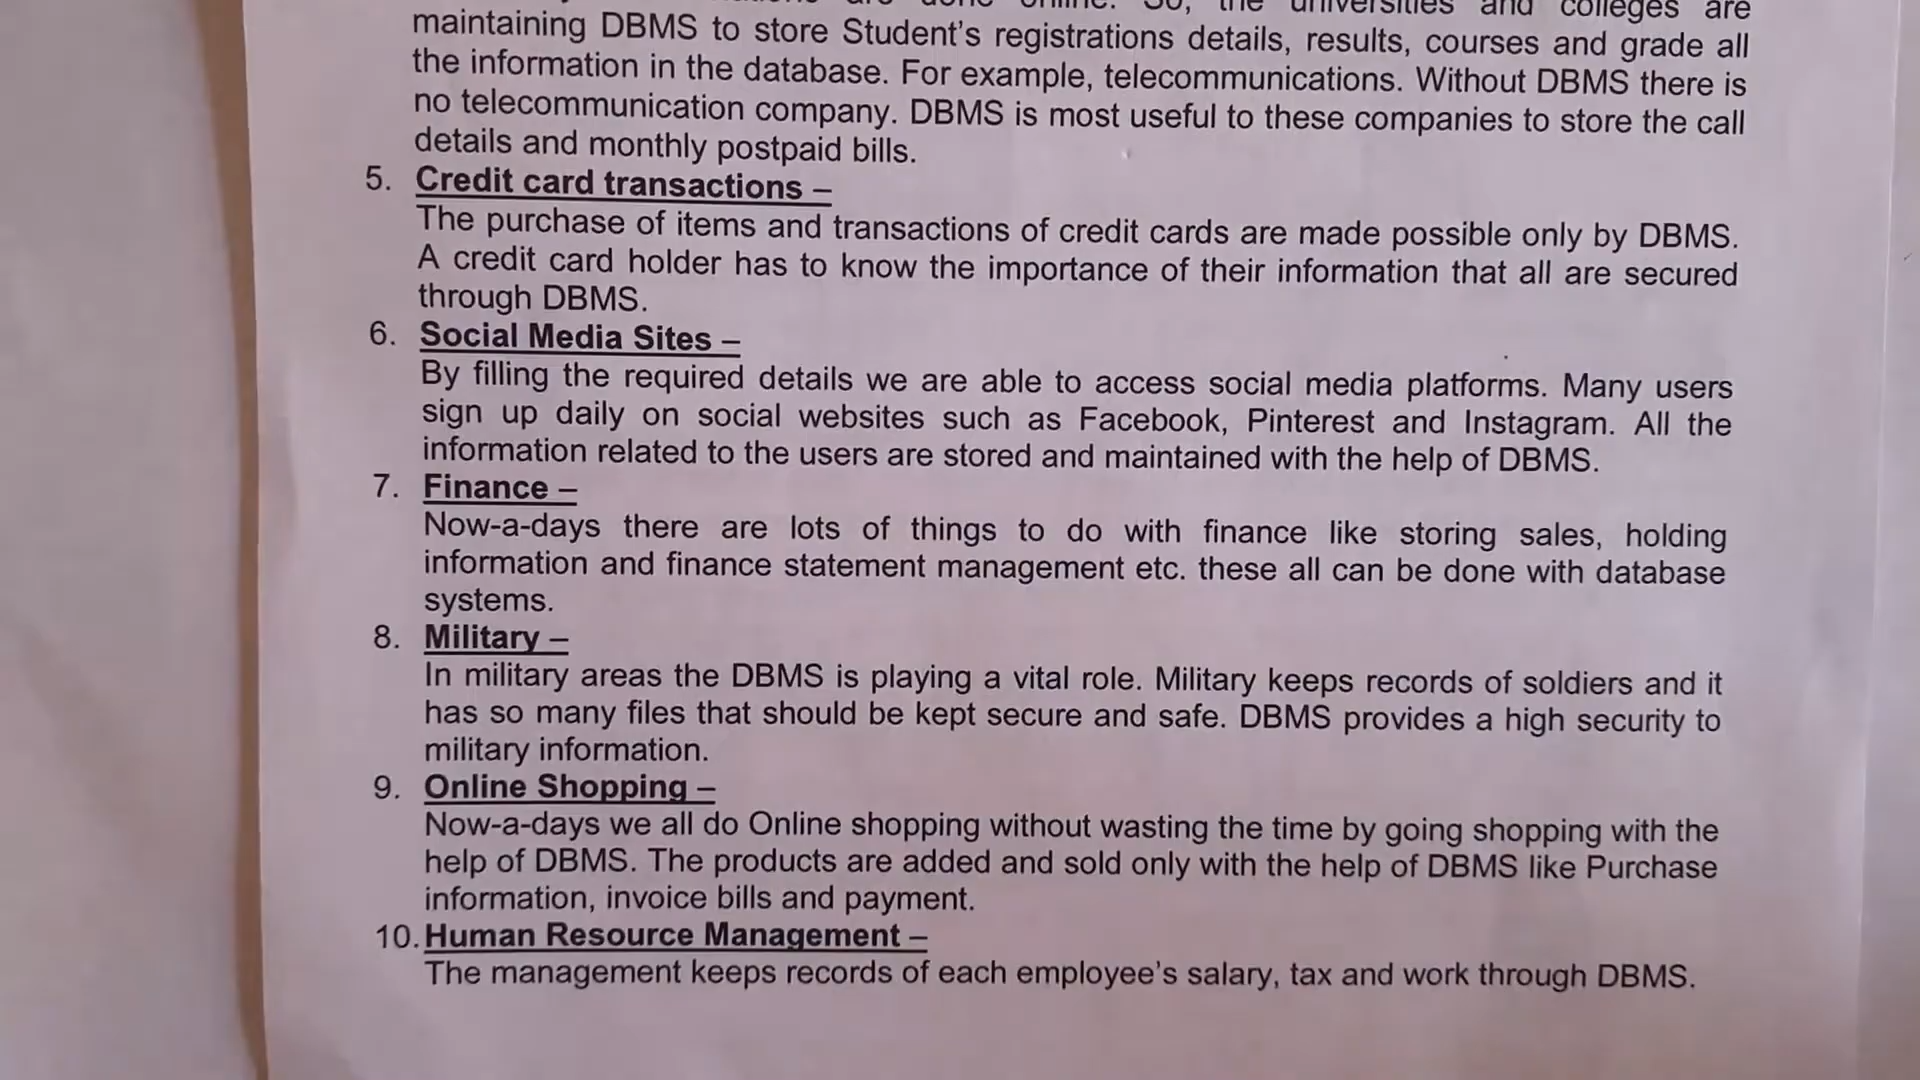 done online. So, the universities and colleges are
maintaining DBMS to store Student's registrations details, results, courses and grade all
the information in the database. For example, telecommunications. Without DBMS there is
no telecommunication company. DBMS is most useful to these companies to store the call
details and monthly postpaid bills.
5. Credit card transactions –
The purchase of items and transactions of credit cards are made possible only by DBMS.
A credit card holder has to know the importance of their information that all are secured
through DBMS.
6. Social Media Sites –
By filling the required details we are able to access social media platforms. Many users
sign up daily on social websites such as Facebook, Pinterest and Instagram. All the
information related to the users are stored and maintained with the help of DBMS.
7. Finance –
Now-a-days there are lots of things to do with finance like storing sales, holding
information and finance statement management etc. these all can be done with database
systems.
8. Military –
In military areas the DBMS is playing a vital role. Military keeps records of soldiers and it
has so many files that should be kept secure and safe. DBMS provides a high security to
military information.
9. Online Shopping –
Now-a-days we all do Online shopping without wasting the time by going shopping with the
help of DBMS. The products are added and sold only with the help of DBMS like Purchase
information, invoice bills and payment.
10. Human Resource Management –
The management keeps records of each employee's salary, tax and work through DBMS.